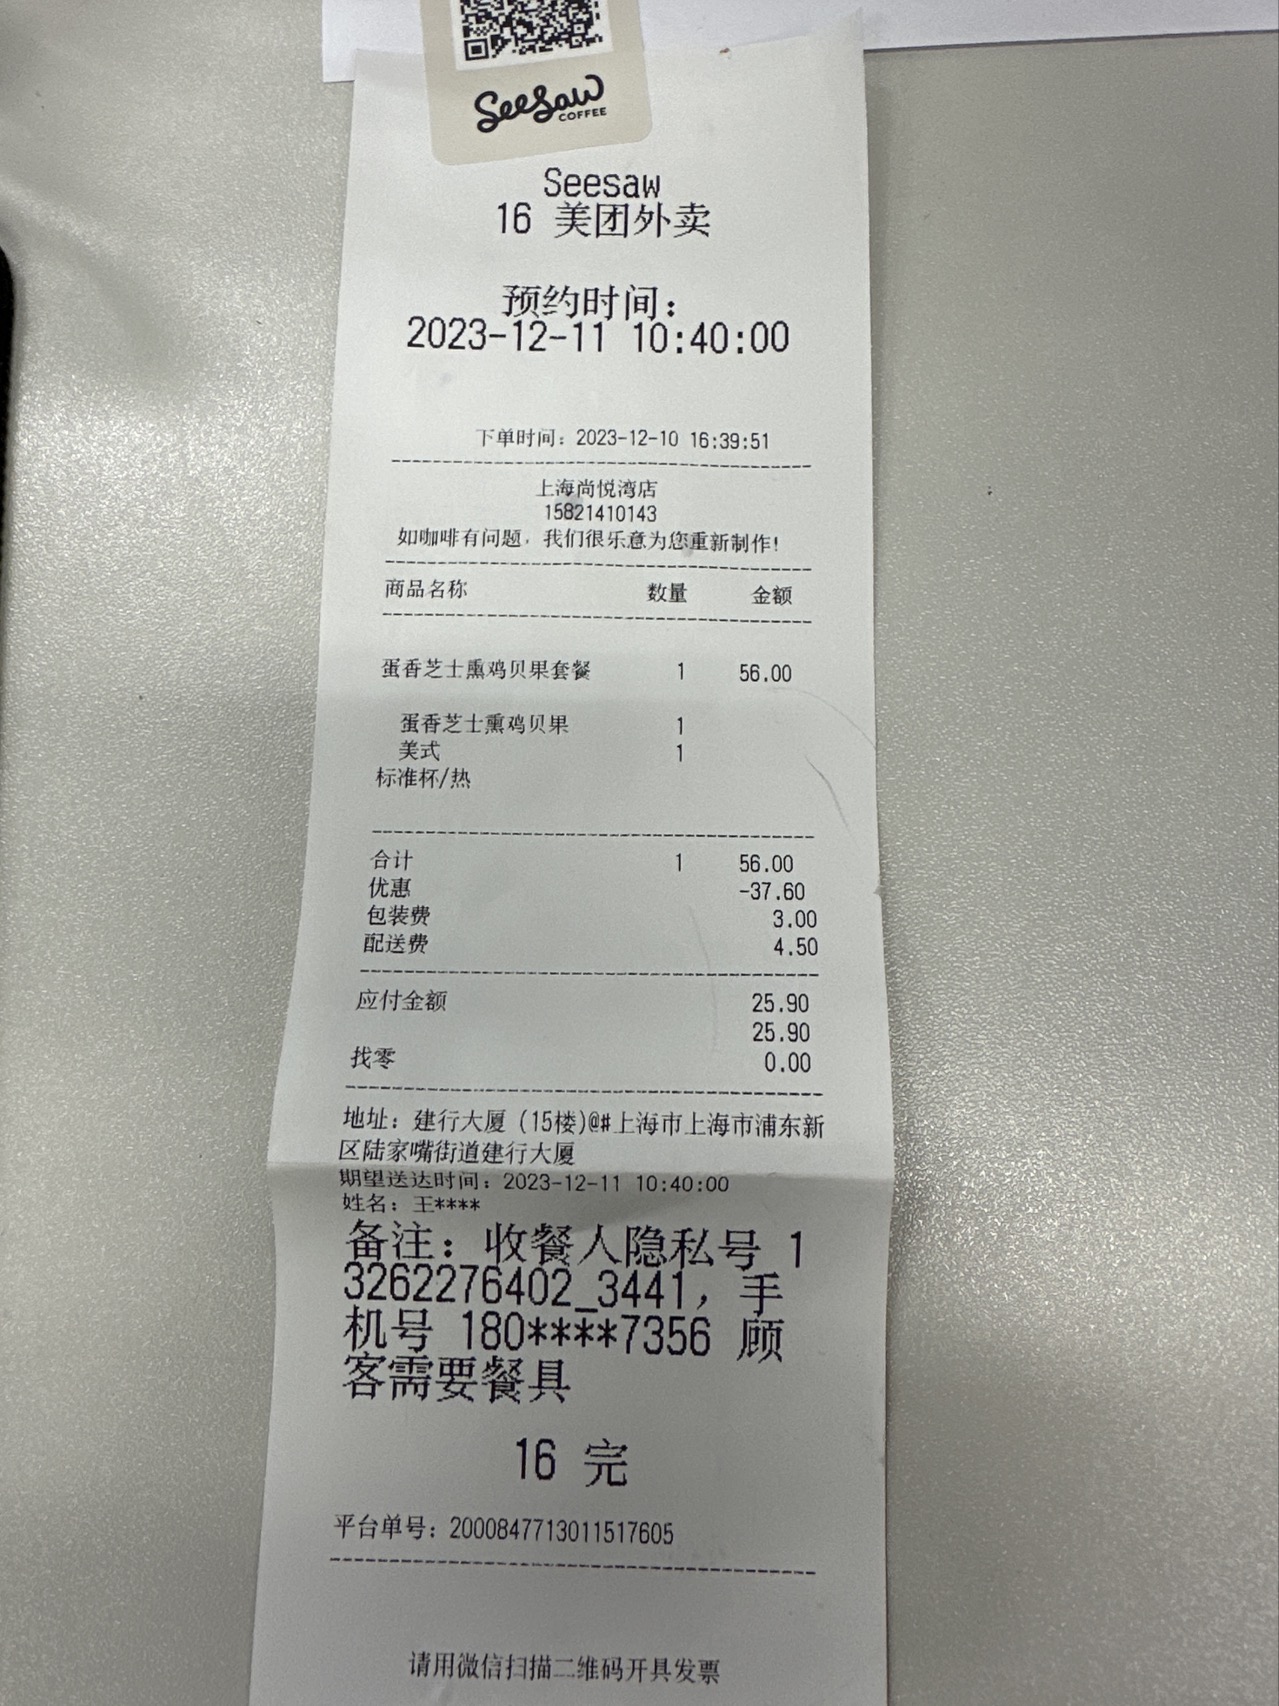 Seesaw
COFFEE
Seesaw
16 美团外卖
预约时间：
2023-12-11 10:40:00
下单时间：2023-12-10 16:39:51
上海尚悦湾店
15821410143
如咖啡有问题，我们很乐意为您重新制作！
商品名称 数量 金额
蛋香芝士熏鸡贝果套餐 1 56.00
蛋香芝士熏鸡贝果 1
美式 1
标准杯/热
合计 1 56.00
优惠 -37.60
包装费 3.00
配送费 4.50
应付金额 25.90
25.90
找零 0.00
地址：建行大厦 (15楼)@#上海市上海市浦东新
区陆家嘴街道建行大厦
期望送达时间：2023-12-11 10:40:00
姓名：王****
备注：收餐人隐私号 1
3262276402_3441，手
机号 180****7356 顾
客需要餐具
16 完
平台单号：2000847713011517605
请用微信扫描二维码开具发票